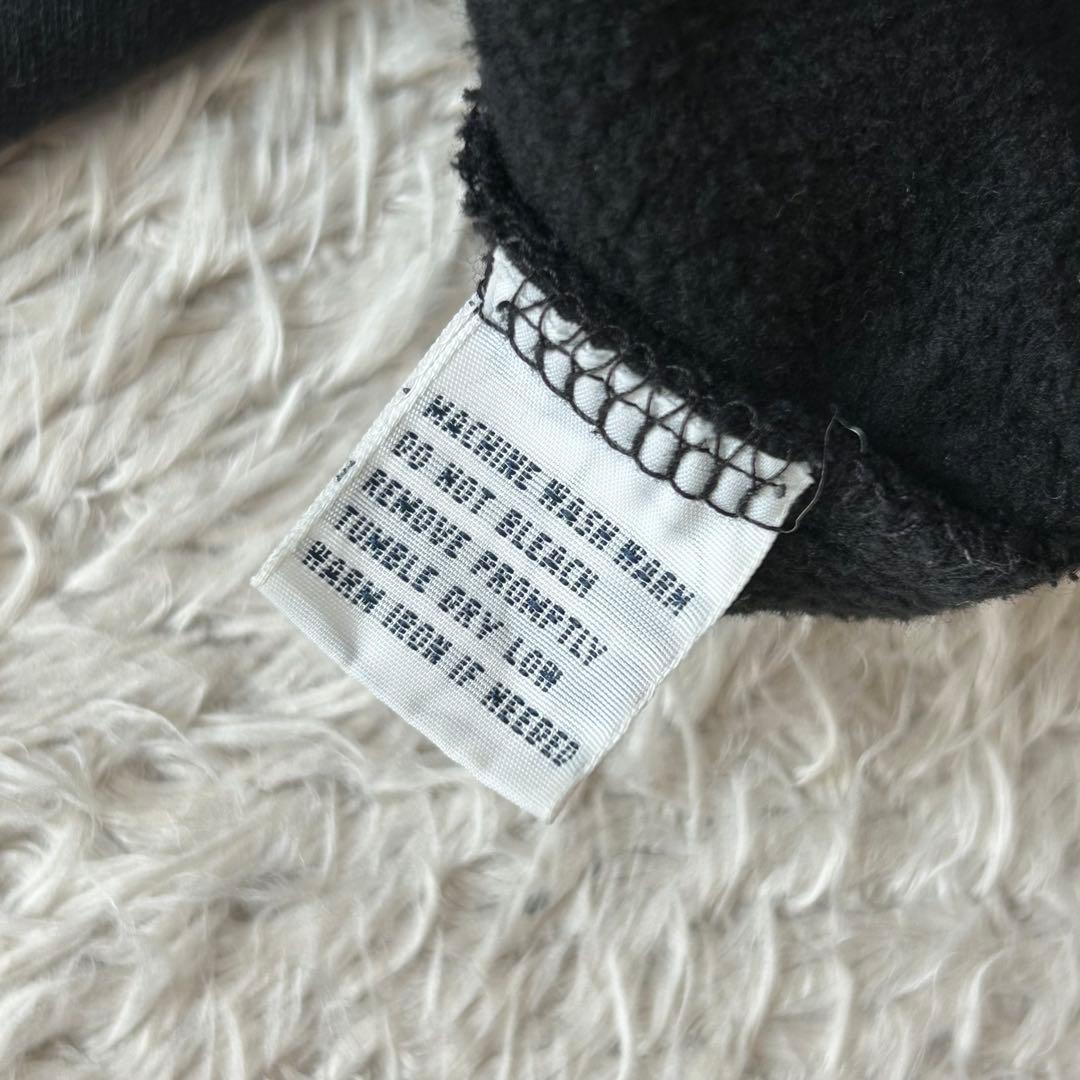 MACHINE WASH WARM
DO NOT BLEACH
REMOVE PROMPTLY
TUMBLE DRY LOW
WARM IRON IF NEEDED